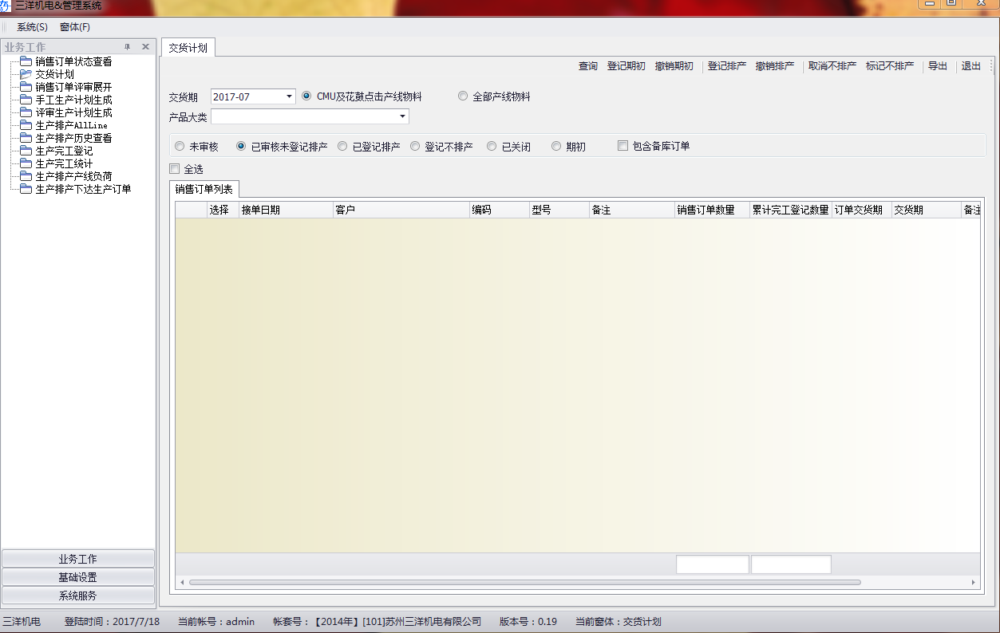 三洋机电&管理系统
系统(S) 窗体(F)
业务工作
销售订单状态查看
交货计划
销售订单评审展开
手工生产计划生成
评审生产计划生成
生产排产AllLine
生产排产历史查看
生产完工登记
生产完工统计
生产排产产线负荷
生产排产下达生产订单
业务工作
基础设置
系统服务
交货计划
查询 登记期初 撤销期初 登记排产 撤销排产 取消不排产 标记不排产 导出 退出
交货期 2017-07 CMU及花鼓点击产线物料 全部产线物料
产品大类
未审核 已审核未登记排产 已登记排产 登记不排产 已关闭 期初 包含备库订单
全选
销售订单列表
选择 接单日期 客户 编码 型号 备注 销售订单数量 累计完工登记数量 订单交货期 交货期 备注
三洋机电 登陆时间：2017/7/18 当前帐号：admin 帐套号：【2014年】[101]苏州三洋机电有限公司 版本号：0.19 当前窗体：交货计划